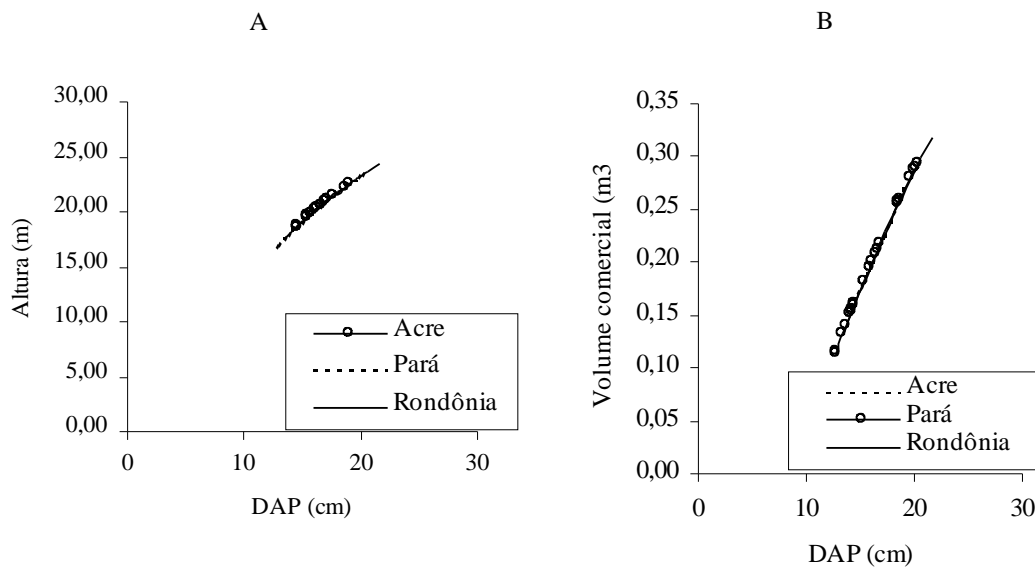 A
30,00
25,00
20,00
15,00
10,00
5,00
0,00
Altura (m)
Acre
Pará
Rondônia
0 10 20 30
DAP (cm)
B
0,35
0,30
0,25
0,20
0,15
0,10
0,05
0,00
Volume comercial (m3
Acre
Pará
Rondônia
0 10 20 30
DAP (cm)